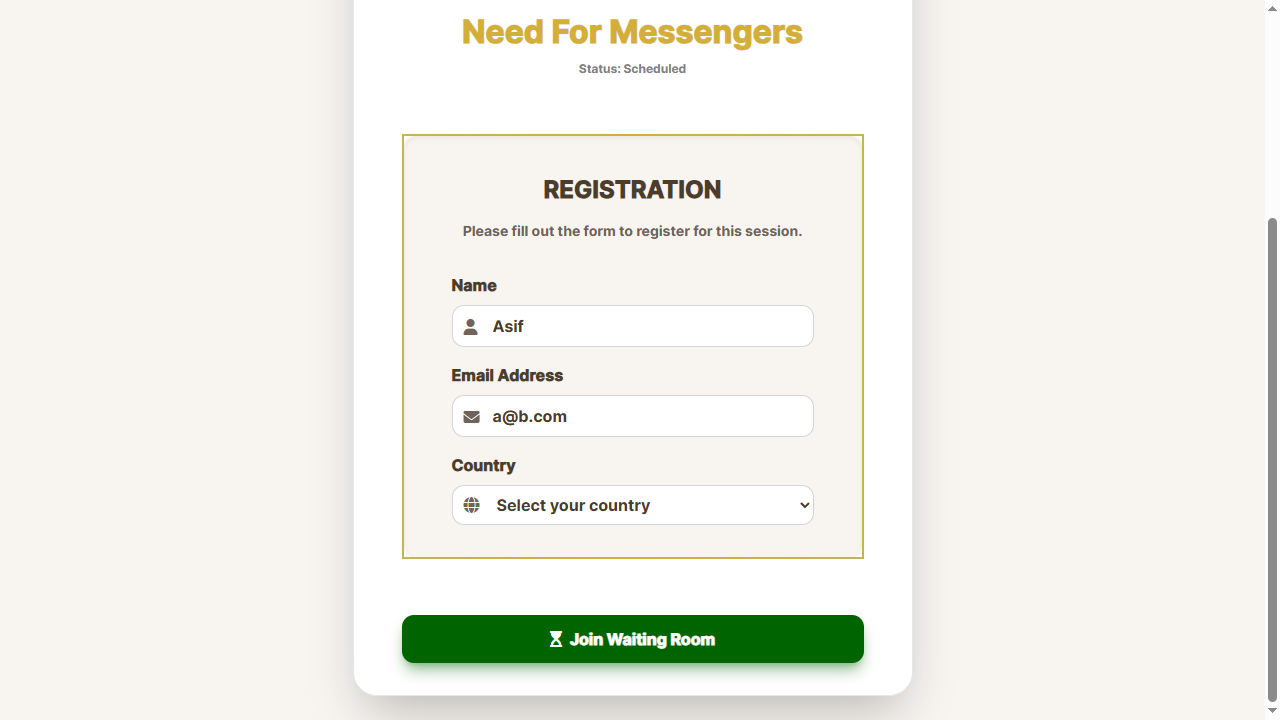 Need For Messengers
Status: Scheduled
REGISTRATION
Please fill out the form to register for this session.
Name
Asif
Email Address
a@b.com
Country
Select your country
Join Waiting Room